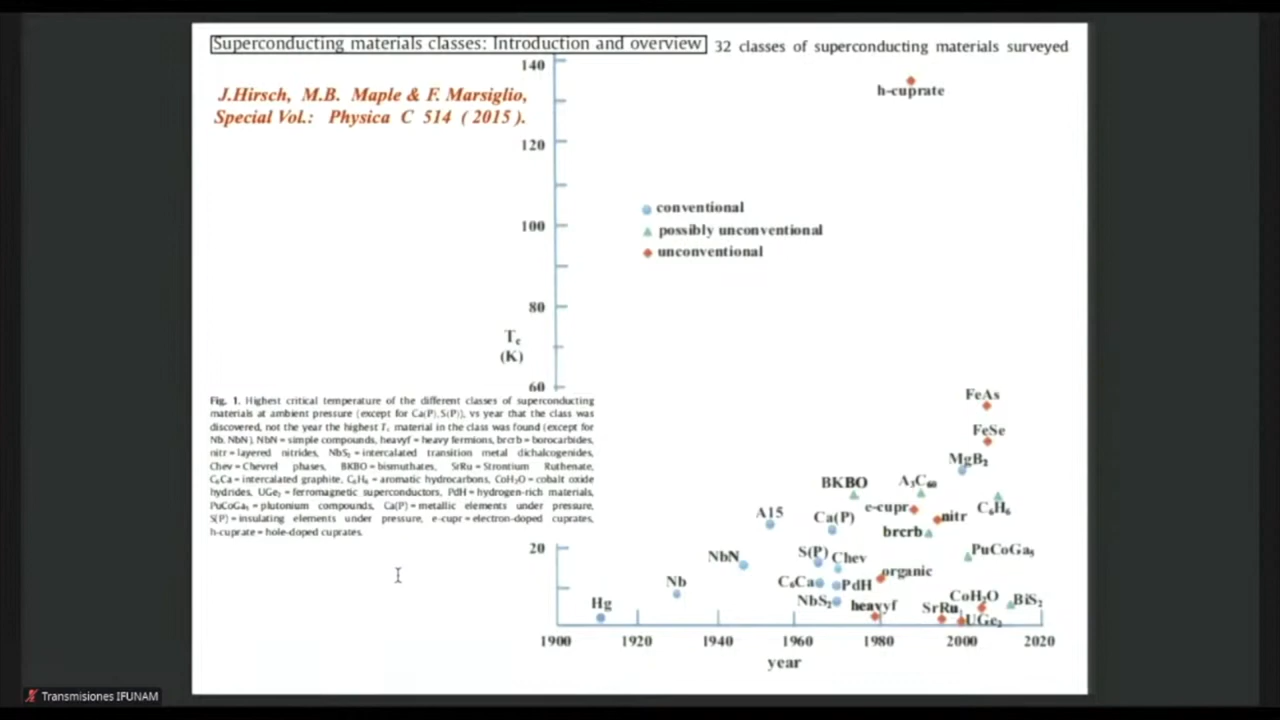 Superconducting materials classes: Introduction and overview 32 classes of superconducting materials surveyed
J.Hirsch, M.B. Maple & F. Marsiglio,
Special Vol.: Physica C 514 ( 2015 ).
140
120
100
80
60
20
Tc
(K)
h-cuprate
conventional
possibly unconventional
unconventional
Fig. 1. Highest critical temperature of the different classes of superconducting
materials at ambient pressure (except for Ca(P), S(P)), vs year that the class was
discovered, not the year the highest Tc material in the class was found (except for
Nb, NbN). NbN = simple compounds, heavyf = heavy fermions, brcrb = borocarbides,
nitr = layered nitrides, NbS2 = intercalated transition metal dichalcogenides,
Chev = Chevrel phases, BKBO = bismuthates, SrRu = Strontium Ruthenate,
C6Ca = intercalated graphite, C6H6 = aromatic hydrocarbons, CoH2O = cobalt oxide
hydrides, UGe2 = ferromagnetic superconductors, PdH = hydrogen-rich materials,
PuCoGa5 = plutonium compounds, Ca(P) = metallic elements under pressure,
S(P) = insulating elements under pressure, e-cupr = electron-doped cuprates,
h-cuprate = hole-doped cuprates.
FeAs
FeSe
MgB2
BKBO
A3C60
A15
Ca(P)
e-cupr
nitr
C6H6
brcrb
NbN
S(P)
Chev
PuCoGa5
Nb
C6Ca
PdH
organic
Hg
NbS2
heavyf
SrRu
CoH2O
BiS2
UGe2
1900 1920 1940 1960 1980 2000 2020
year
Transmisiones IFUNAM